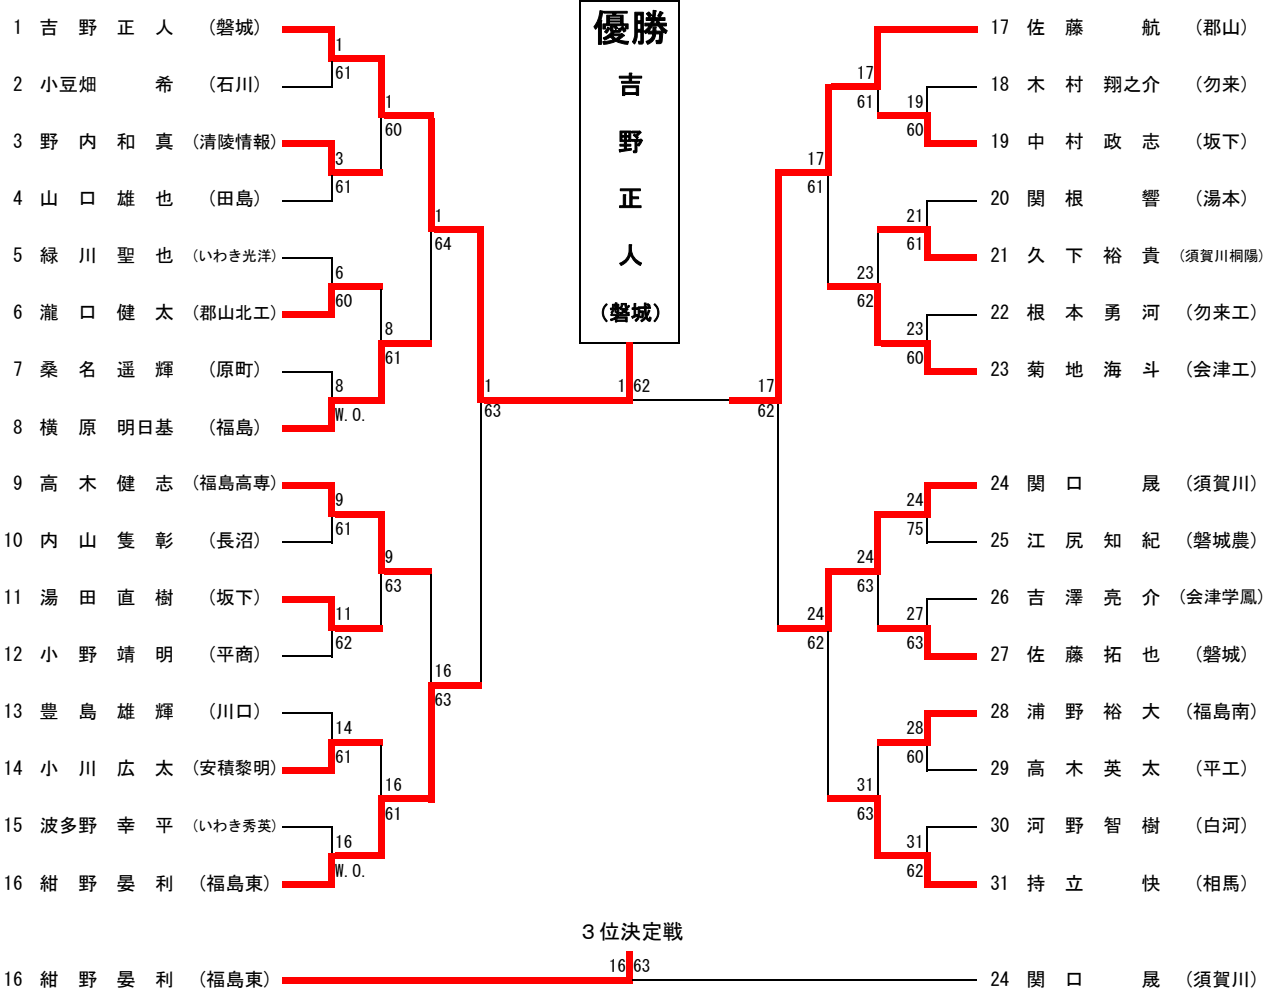 優勝
吉
野
正
人
(磐城)
1 吉 野 正 人 (磐城)
2 小豆畑 希 (石川)
3 野 内 和 真 (清陵情報)
4 山 口 雄 也 (田島)
5 緑 川 聖 也 (いわき光洋)
6 瀧 口 健 太 (郡山北工)
7 桑 名 遥 輝 (原町)
8 横 原 明日基 (福島)
9 高 木 健 志 (福島高専)
10 内 山 隻 彰 (長沼)
11 湯 田 直 樹 (坂下)
12 小 野 靖 明 (平商)
13 豊 島 雄 輝 (川口)
14 小 川 広 太 (安積黎明)
15 波多野 幸 平 (いわき秀英)
16 紺 野 晏 利 (福島東)
1
61
3
61
6
60
8
W.O.
9
61
11
62
14
61
16
W.O.
1
60
8
61
9
63
16
61
1
64
16
63
1
63
1 62
17
62
17
61
24
62
17
61
23
62
24
63
31
63
19
60
21
61
23
60
24
75
27
63
28
60
31
62
17 佐 藤 航 (郡山)
18 木 村 翔之介 (勿来)
19 中 村 政 志 (坂下)
20 関 根 響 (湯本)
21 久 下 裕 貴 (須賀川桐陽)
22 根 本 勇 河 (勿来工)
23 菊 地 海 斗 (会津工)
24 関 口 晟 (須賀川)
25 江 尻 知 紀 (磐城農)
26 吉 澤 亮 介 (会津学鳳)
27 佐 藤 拓 也 (磐城)
28 浦 野 裕 大 (福島南)
29 高 木 英 太 (平工)
30 河 野 智 樹 (白河)
31 持 立 快 (相馬)
３位決定戦
16 紺 野 晏 利 (福島東)
16 63
24 関 口 晟 (須賀川)